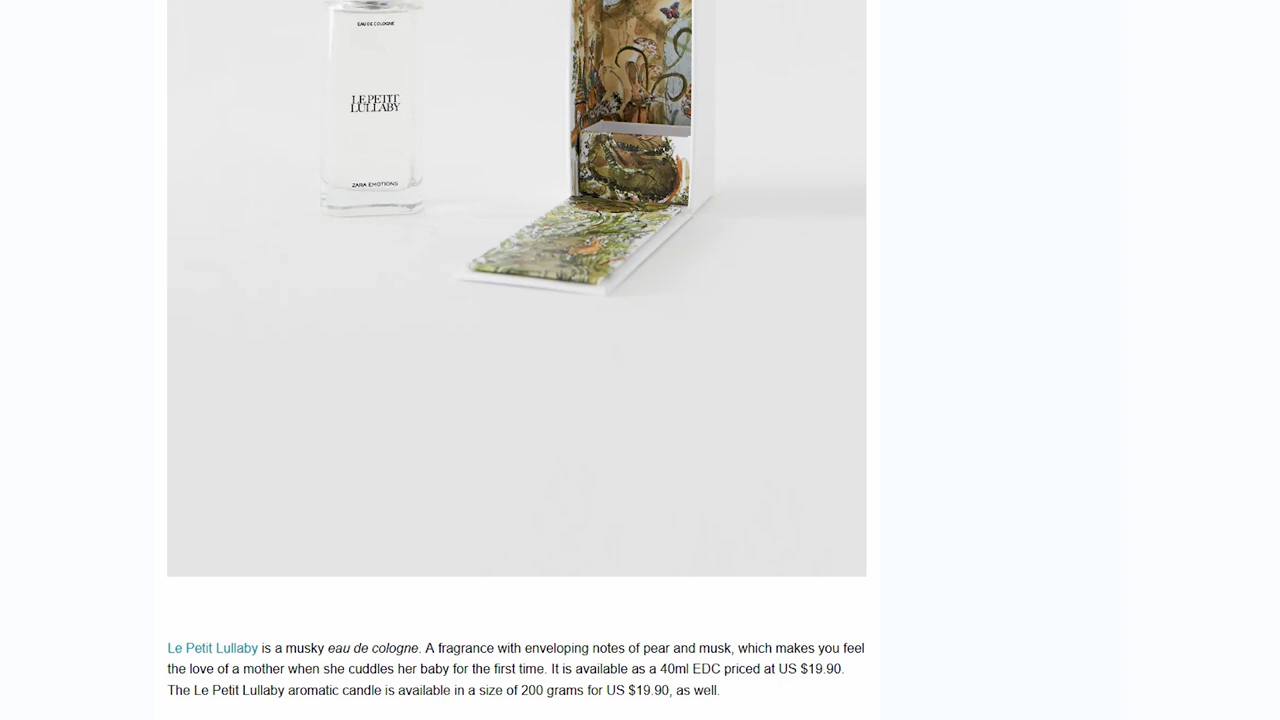 EAU DE COLOGNE
LE PETIT
LULLABY
ZARA EMOTIONS
Le Petit Lullaby is a musky eau de cologne. A fragrance with enveloping notes of pear and musk, which makes you feel
the love of a mother when she cuddles her baby for the first time. It is available as a 40ml EDC priced at US $19.90.
The Le Petit Lullaby aromatic candle is available in a size of 200 grams for US $19.90, as well.